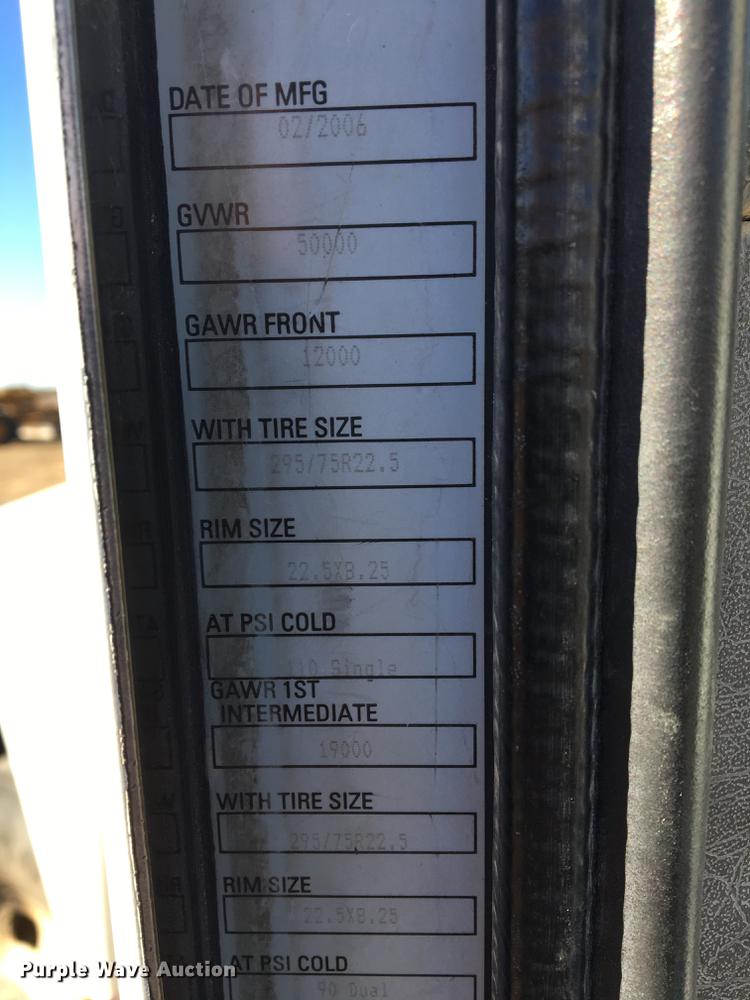 DATE OF MFG
02/2006
GVWR
50000
GAWR FRONT
12000
WITH TIRE SIZE
295/75R22.5
RIM SIZE
22.5X8.25
AT PSI COLD
110 Single
GAWR 1ST
INTERMEDIATE
19000
WITH TIRE SIZE
295/75R22.5
RIM SIZE
22.5X8.25
AT PSI COLD
90 Dual
Purple Wave Auction